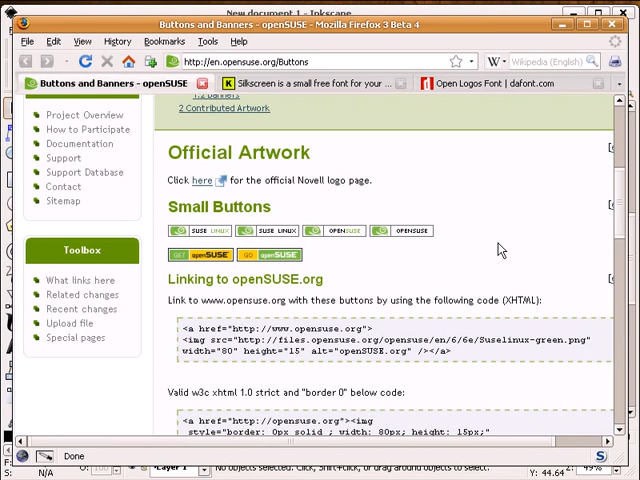 New document 1 - Inkscape
Buttons and Banners - openSUSE - Mozilla Firefox 3 Beta 4
File Edit View History Bookmarks Tools Help
http://en.opensuse.org/Buttons
W Wikipedia (English)
Buttons and Banners - openSUSE
K Silkscreen is a small free font for your ...
Open Logos Font | dafont.com
1.2 Banners
2 Contributed Artwork
Project Overview
How to Participate
Documentation
Support
Support Database
Contact
Sitemap
Toolbox
What links here
Related changes
Recent changes
Upload file
Special pages
Official Artwork
Click here for the official Novell logo page.
Small Buttons
SUSE LINUX SUSE LINUX OPENSUSE OPENSUSE
GET openSUSE GO openSUSE
Linking to openSUSE.org
Link to www.opensuse.org with these buttons by using the following code (XHTML):
<a href="http://www.opensuse.org">
<img src="http://files.opensuse.org/opensuse/en/6/6e/Suselinux-green.png"
width="80" height="15" alt="openSUSE.org" /></a>
Valid w3c xhtml 1.0 strict and "border 0" below code:
<a href="http://opensuse.org"><img
style="border: 0px solid ; width: 80px; height: 15px;"
Done
S: N/A
O: 100
Layer 1
No objects selected. Click, Shift+click, or drag around objects to select.
Y: 44.64
Z: 49%